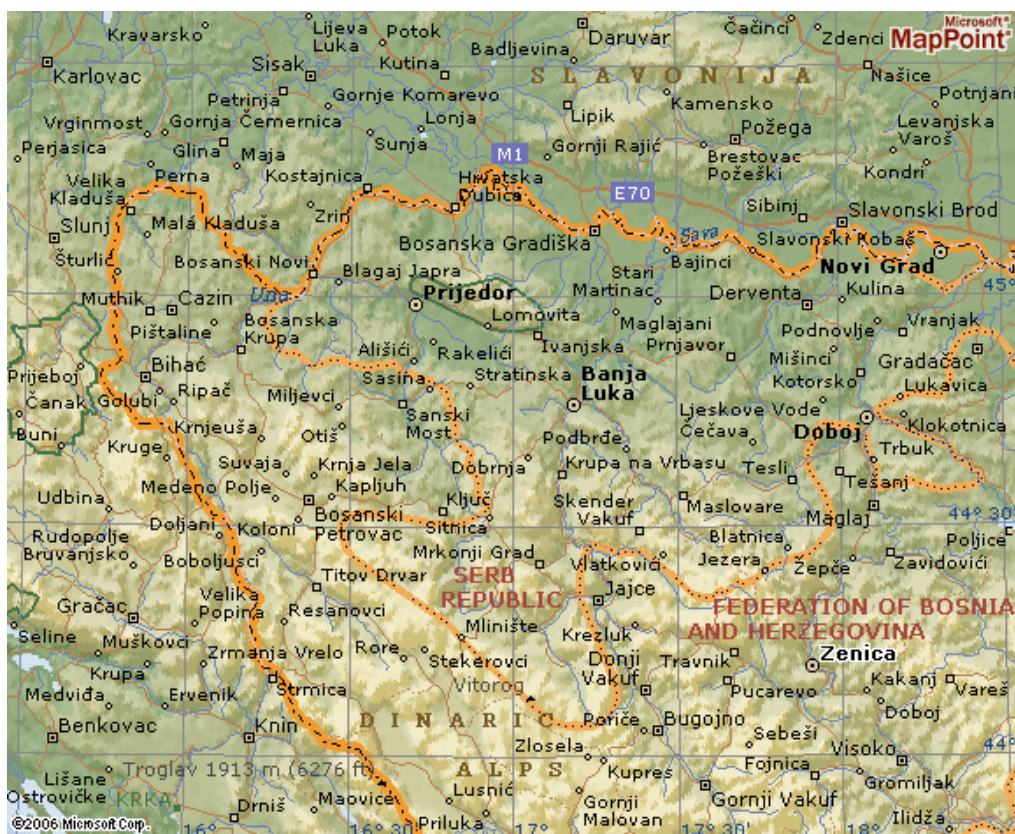 Microsoft®
MapPoint®
Kravarsko
Lijeva
Luka
Potok
Daruvar
Čačinci
Zdenci
Karlovac
Sisak
Kutina
Badljevina
SLAVONIJA
Našice
Petrinja
Gornje Komarevo
Lipik
Kamensko
Potnjani
Vrginmost
Gornja Čemernica
Lonja
Požega
Levanjska
Varoš
Perjasica
Glina
Maja
Sunja
M1
Gornji Rajić
Brestovac
Požeški
Kondri
Velika
Kladuša
Perna
Kostajnica
Hrvatska
Dubica
E70
Sibinj
Slavonski Brod
Slunj
Malá Kladuša
Zrin
Bosanska Gradiška
Sava
Slavonski Kobaš
Šturlić
Bosanski Novi
Blagaj Japra
Stari
Martinac
Bajinci
Novi Grad
Muthik
Cazin
Una
Prijedor
Derventa
Kulina
45°
Pištaline
Bosanska
Krupa
Lomovita
Maglajani
Podnovlje
Vranjak
Prijeboj
Bihać
Ališići
Rakelići
Ivanjska
Prnjavor
Mišinci
Gradačac
Čanak
Golubi
Ripač
Miljevci
Sasina
Stratinska
Banja
Luka
Kotorsko
Lukavica
Buni
Kruge
Krnjeuša
Otiš
Sanski
Most
Ljeskove Vode
Čečava
Doboj
Klokotnica
Podbrđe
Trbuk
Suvaja
Krnja Jela
Dobrnja
Krupa na Vrbasu
Tesli
Tešanj
Udbina
Medeno
Polje
Kapljuh
Ključ
Skender
Vakuf
Maslovare
Maglaj
Doljani
Koloni
Bosanski
Petrovac
Sitnica
44° 30'
Rudopolje
Bruvanjsko
Boboljusci
Mrkonji Grad
Vlatkovići
Blatnica
Jezera
Zepče
Zavidovići
Poljice
Titov Drvar
SERB
REPUBLIC
Jajce
FEDERATION OF BOSNIA
AND HERZEGOVINA
Gračac
Velika
Popina
Resanovci
Mlinište
Krezluk
Seline
Muškovci
Zrmanja Vrelo
Rore
Stekerovci
Donji
Vakuf
Travnik
Zenica
Krupa
Vitorog
Medviđa
Ervenik
Strmica
Pucarevo
Kakanj
Vareš
Benkovac
Knin
DINARIC
ALPS
Poriče
Bugojno
Doboj
Zlosela
Sebeši
Visoko
44°
Lišane
Ostrovičke
Troglav 1913 m (6276 ft)
Kupres
Fojnica
Gromiljak
KRKA
Drniš
Maovice
Lusnić
Gornji
Malovan
Gornji Vakuf
Priluka
Ilidža
©2006 Microsoft Corp.
16°
16° 30'
17°
17° 30'
18°